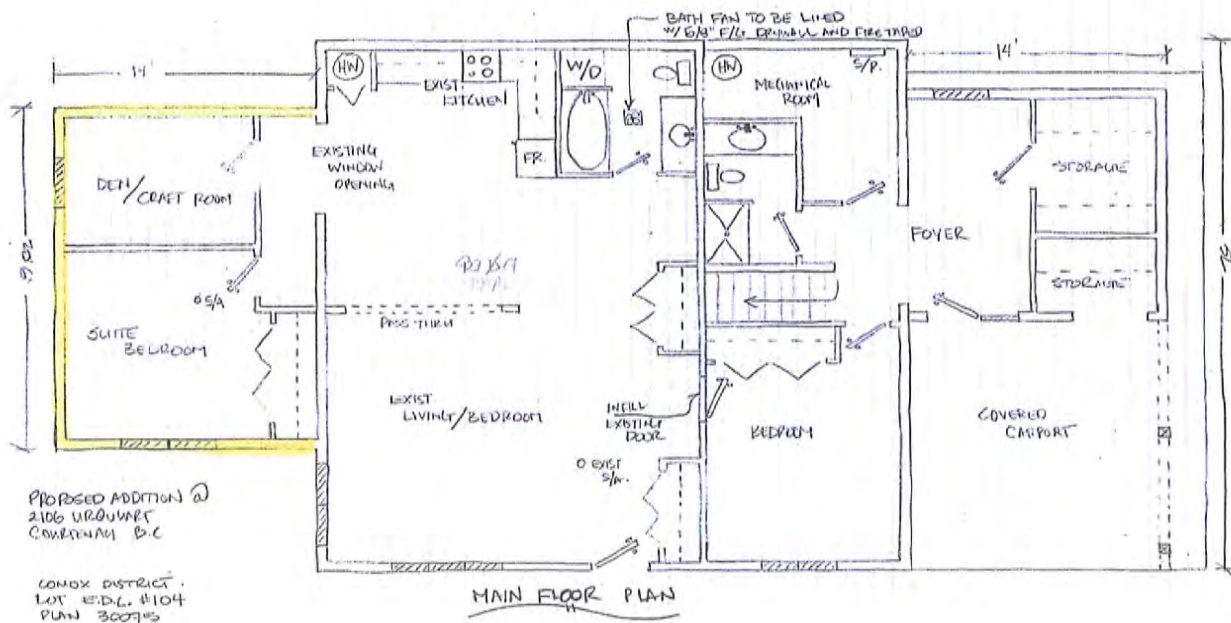 BATH FAN TO BE LINED
W/ 5/8" F/G DRYWALL AND FIRETAPED
14'
14'
HW
EXIST
KITCHEN
W/D
HW
MECHANICAL
ROOM
S/P.
FR.
EXISTING
WINDOW
OPENING
DEN/
CRAFT ROOM
STORAGE
FOYER
STORAGE
S/A
SUITE
BEDROOM
PASS THRU
EXIST
LIVING/BEDROOM
INFILL
EXISTING
DOOR
BEDROOM
COVERED
CARPORT
EXIST
S/A.
PROPOSED ADDITION @
2106 URQUHART
COURTENAY B.C
COMOX DISTRICT.
LOT E.D.L. #104
PLAN 30075
MAIN FLOOR PLAN